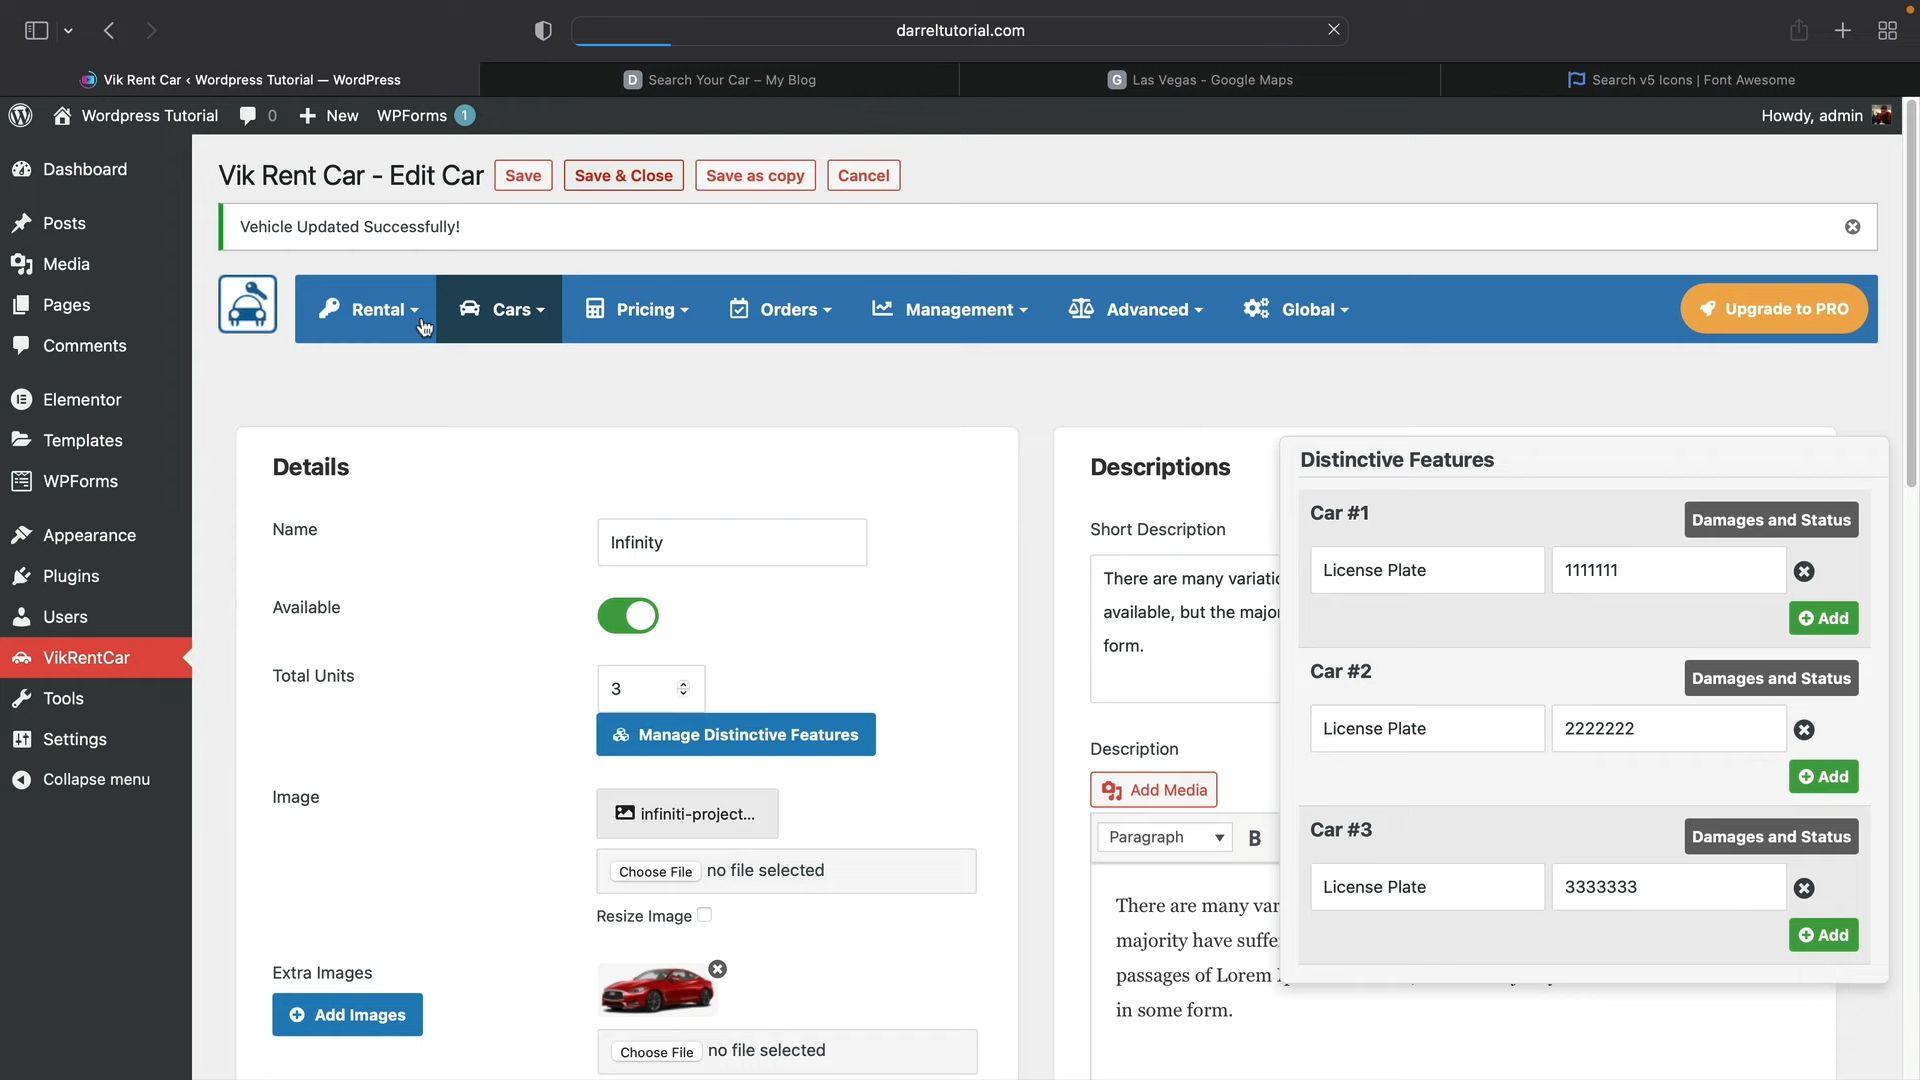 darreltutorial.com
Vik Rent Car < Wordpress Tutorial — WordPress
D Search Your Car – My Blog
G Las Vegas - Google Maps
Search v5 Icons | Font Awesome
Wordpress Tutorial
0
New
WPForms 1
Howdy, admin
Dashboard
Posts
Media
Pages
Comments
Elementor
Templates
WPForms
Appearance
Plugins
Users
VikRentCar
Tools
Settings
Collapse menu
Vik Rent Car - Edit Car
Save
Save & Close
Save as copy
Cancel
Vehicle Updated Successfully!
Rental
Cars
Pricing
Orders
Management
Advanced
Global
Upgrade to PRO
Details
Name
Infinity
Available
Total Units
3
Manage Distinctive Features
Image
infiniti-project...
Choose File no file selected
Resize Image
Extra Images
Add Images
Choose File no file selected
Descriptions
Short Description
There are many
available, but the
form.
Description
Add Media
Paragraph
B
There are many
majority have
passages of Lorem
in some form.
Distinctive Features
Car #1
Damages and Status
License Plate
1111111
Add
Car #2
Damages and Status
License Plate
2222222
Add
Car #3
Damages and Status
License Plate
3333333
Add